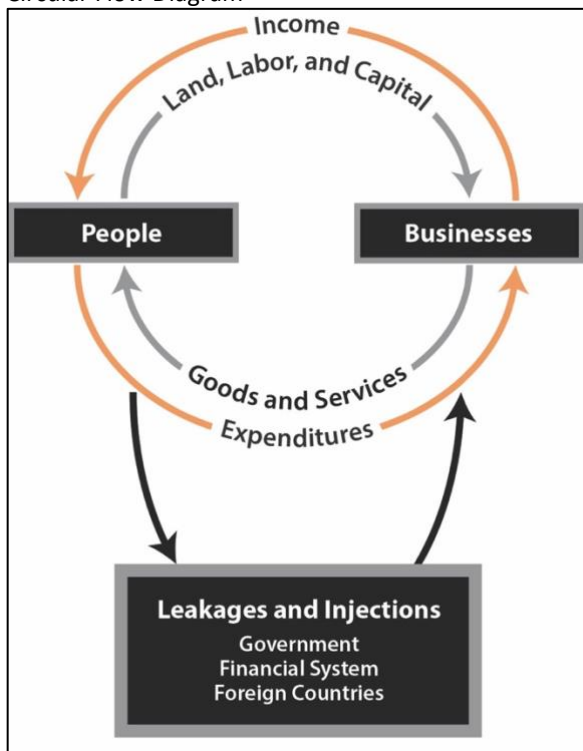 Circular Flow Diagram
Income
Land, Labor, and Capital
People
Businesses
Goods and Services
Expenditures
Leakages and Injections
Government
Financial System
Foreign Countries